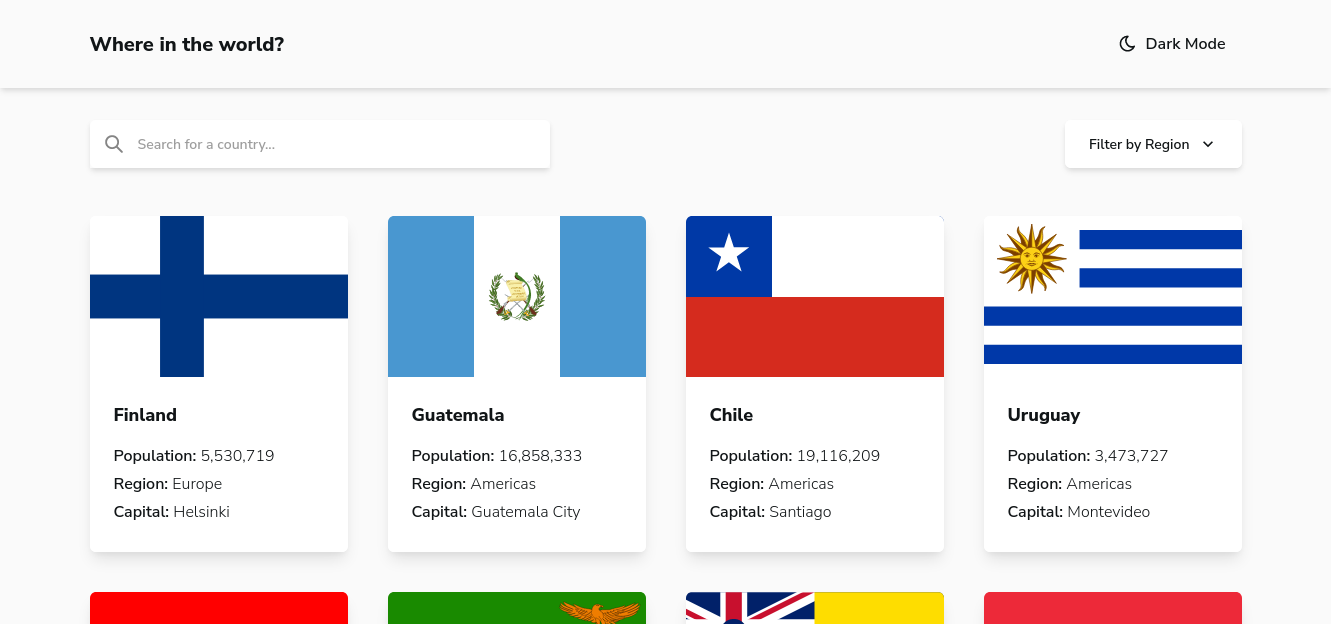 Where in the world?
Dark Mode
Search for a country...
Filter by Region
Finland
Population: 5,530,719
Region: Europe
Capital: Helsinki
Guatemala
Population: 16,858,333
Region: Americas
Capital: Guatemala City
Chile
Population: 19,116,209
Region: Americas
Capital: Santiago
Uruguay
Population: 3,473,727
Region: Americas
Capital: Montevideo